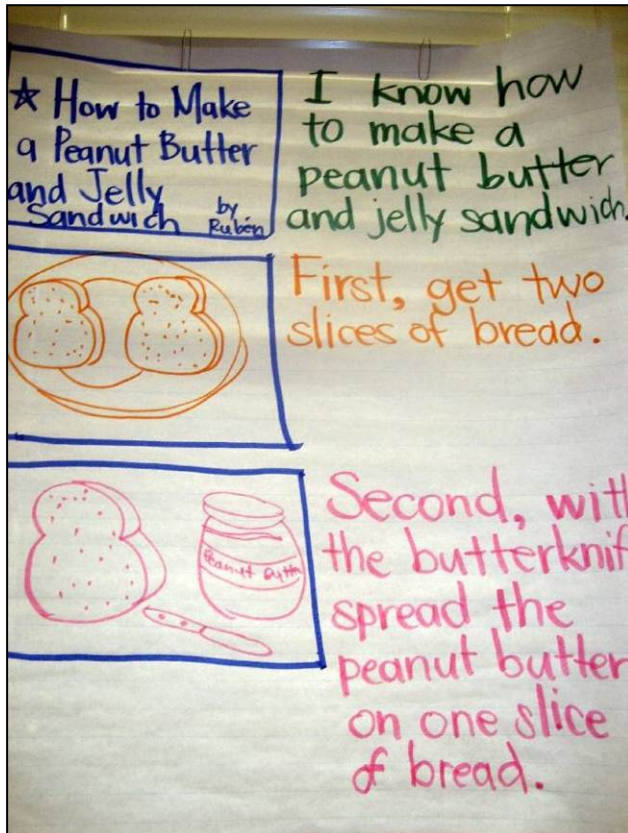 ★ How to Make
a Peanut Butter
and Jelly
Sandwich
by
Rubén
I know how
to make a
peanut butter
and jelly sandwich.
First, get two
slices of bread.
Peanut Butte
Second, with
the butterknif
spread the
peanut butter
on one slice
of bread.